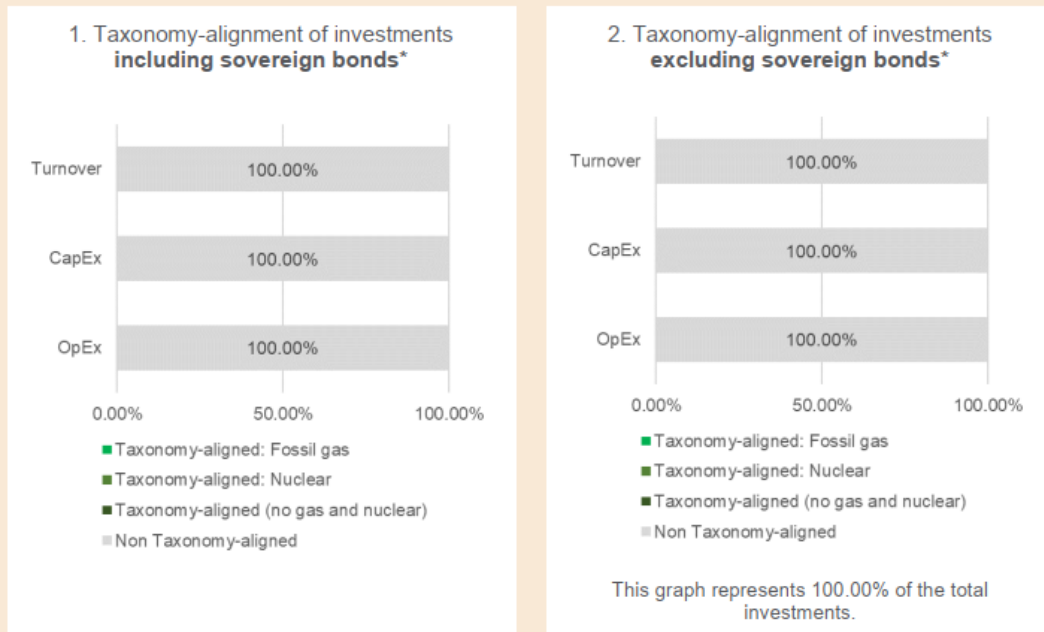 1. Taxonomy-alignment of investments
including sovereign bonds*
Turnover
100.00%
CapEx
100.00%
OpEx
100.00%
0.00% 50.00% 100.00%
Taxonomy-aligned: Fossil gas
Taxonomy-aligned: Nuclear
Taxonomy-aligned (no gas and nuclear)
Non Taxonomy-aligned
2. Taxonomy-alignment of investments
excluding sovereign bonds*
Turnover
100.00%
CapEx
100.00%
OpEx
100.00%
0.00% 50.00% 100.00%
Taxonomy-aligned: Fossil gas
Taxonomy-aligned: Nuclear
Taxonomy-aligned (no gas and nuclear)
Non Taxonomy-aligned
This graph represents 100.00% of the total
investments.